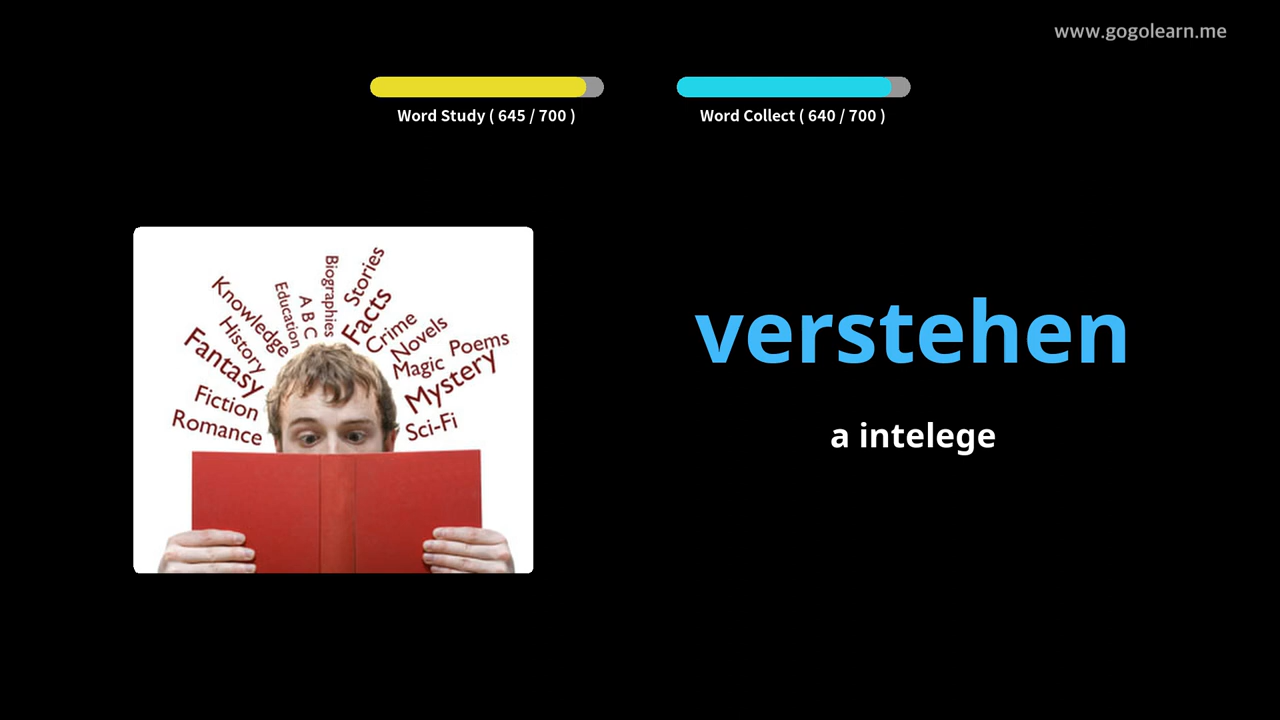 www.gogolearn.me
Word Study ( 645 / 700 )
Word Collect ( 640 / 700 )
Knowledge
History
Fantasy
Fiction
Romance
Education
A B C
Biographies
Stories
Facts
Crime
Novels
Magic
Poems
Mystery
Sci-Fi
verstehen
a intelege